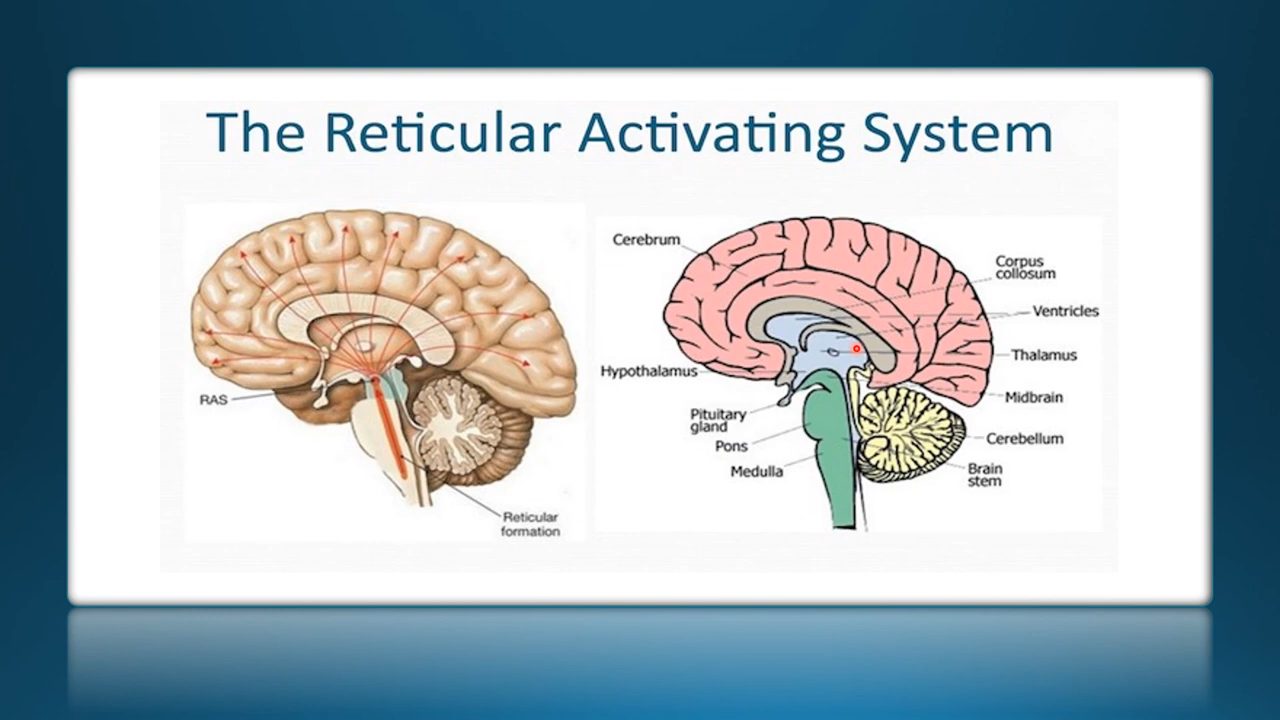 The Reticular Activating System
RAS
Reticular
formation
Cerebrum
Corpus
collosum
Ventricles
Thalamus
Hypothalamus
Midbrain
Pituitary
gland
Pons
Cerebellum
Medulla
Brain
stem